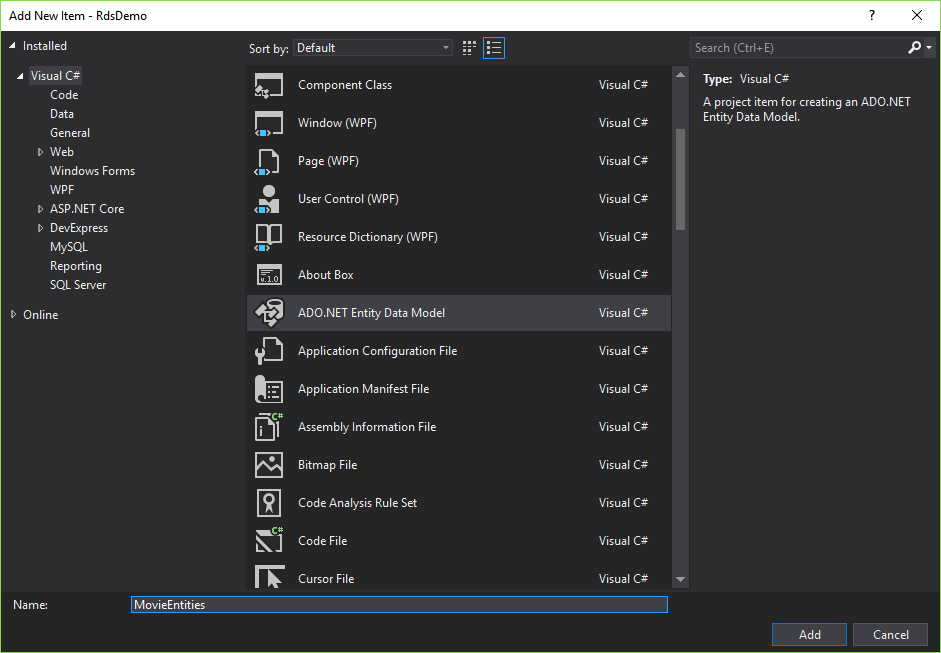 Add New Item - RdsDemo
?
Installed
Sort by: Default
Search (Ctrl+E)
Visual C#
Code
Data
General
Web
Windows Forms
WPF
ASP.NET Core
DevExpress
MySQL
Reporting
SQL Server
Online
Component Class Visual C#
Window (WPF) Visual C#
Page (WPF) Visual C#
User Control (WPF) Visual C#
Resource Dictionary (WPF) Visual C#
v.1.0
About Box Visual C#
ADO.NET Entity Data Model Visual C#
Application Configuration File Visual C#
Application Manifest File Visual C#
C#
Assembly Information File Visual C#
Bitmap File Visual C#
Code Analysis Rule Set Visual C#
C#
Code File Visual C#
Cursor File Visual C#
Type: Visual C#
A project item for creating an ADO.NET
Entity Data Model.
Name: MovieEntities
Add Cancel